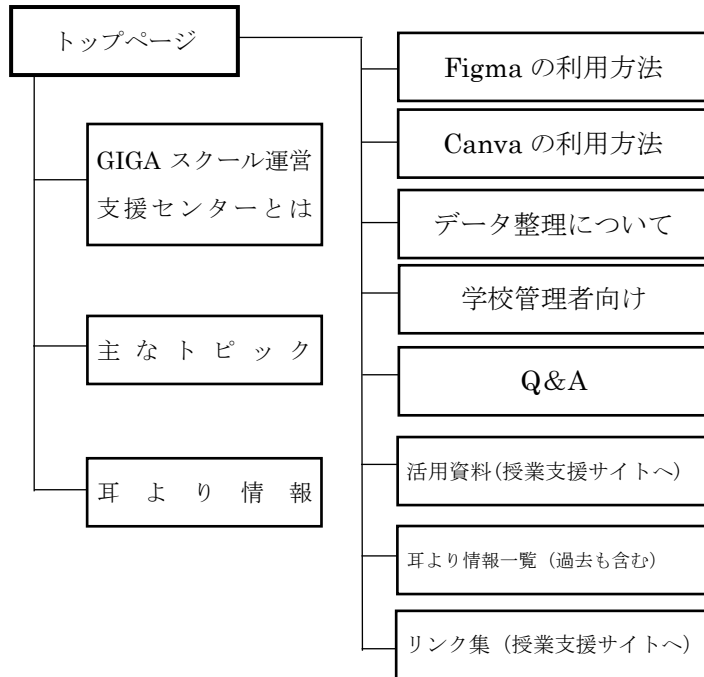 トップページ
GIGA スクール運営
支援センターとは
主なトピック
耳より情報
Figma の利用方法
Canva の利用方法
データ整理について
学校管理者向け
Q&A
活用資料(授業支援サイトへ)
耳より情報一覧（過去も含む）
リンク集（授業支援サイトへ）